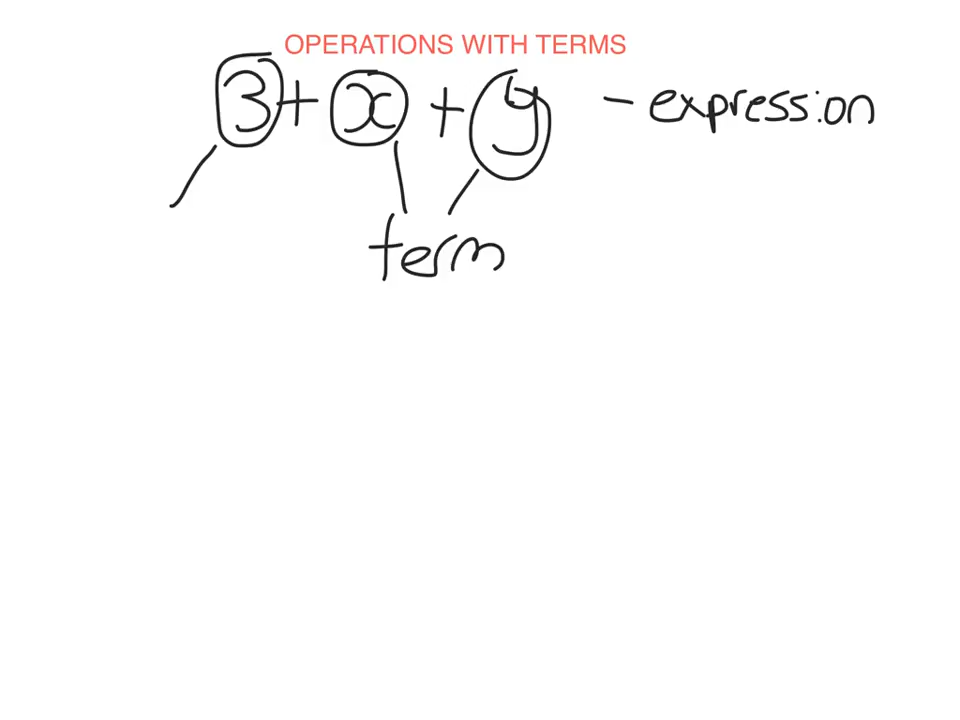 OPERATIONS WITH TERMS
3 + x + y - expression
term